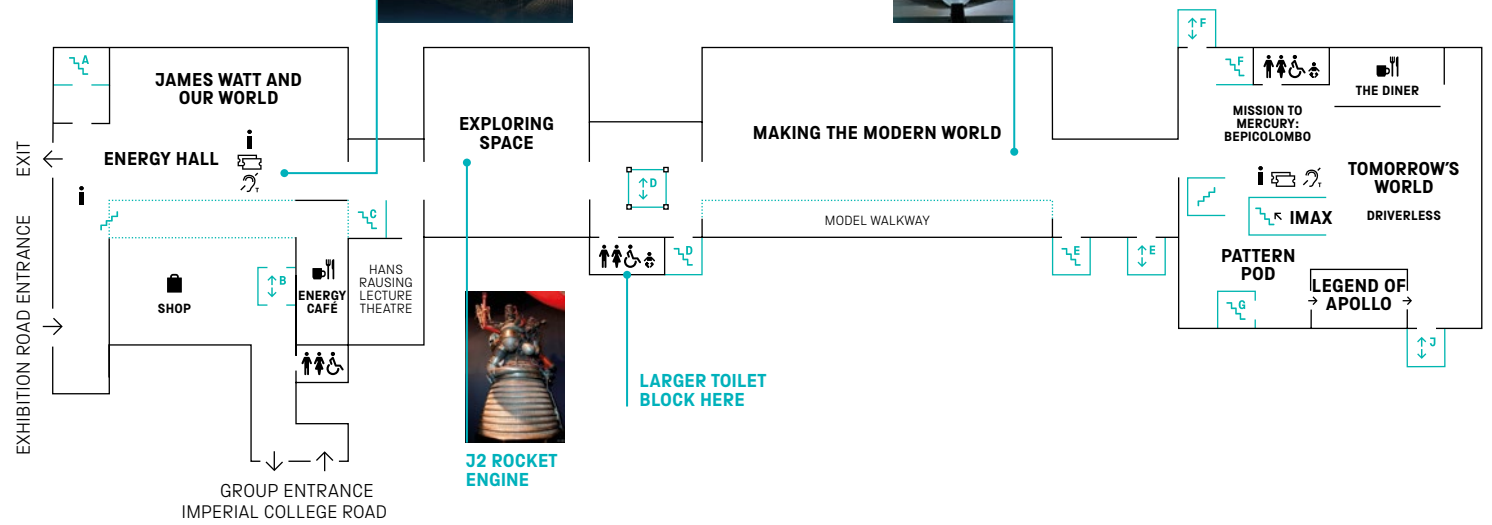 F
A
F
JAMES WATT AND
OUR WORLD
THE DINER
EXPLORING
SPACE
MISSION TO
MERCURY:
BEPICOLOMBO
MAKING THE MODERN WORLD
EXIT
ENERGY HALL
i
T
i
D
i
T
TOMORROW'S
WORLD
C
MODEL WALKWAY
IMAX
DRIVERLESS
EXHIBITION ROAD ENTRANCE
D
E
E
PATTERN
POD
HANS
RAUSING
LECTURE
THEATRE
B
ENERGY
CAFÉ
SHOP
LEGEND OF
APOLLO
G
J
LARGER TOILET
BLOCK HERE
J2 ROCKET
ENGINE
GROUP ENTRANCE
IMPERIAL COLLEGE ROAD